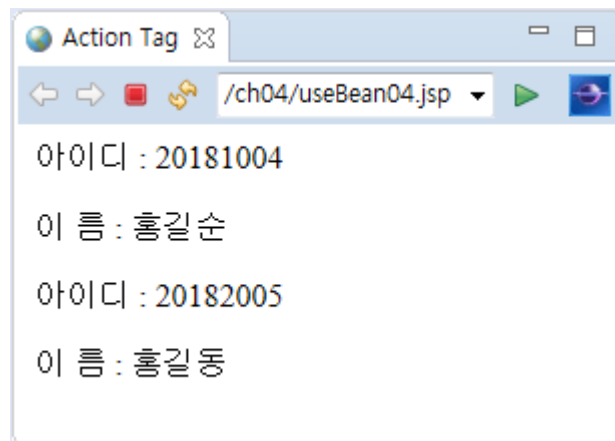 Action Tag
/ch04/useBean04.jsp
아이디 : 20181004
이 름 : 홍길순
아이디 : 20182005
이 름 : 홍길동